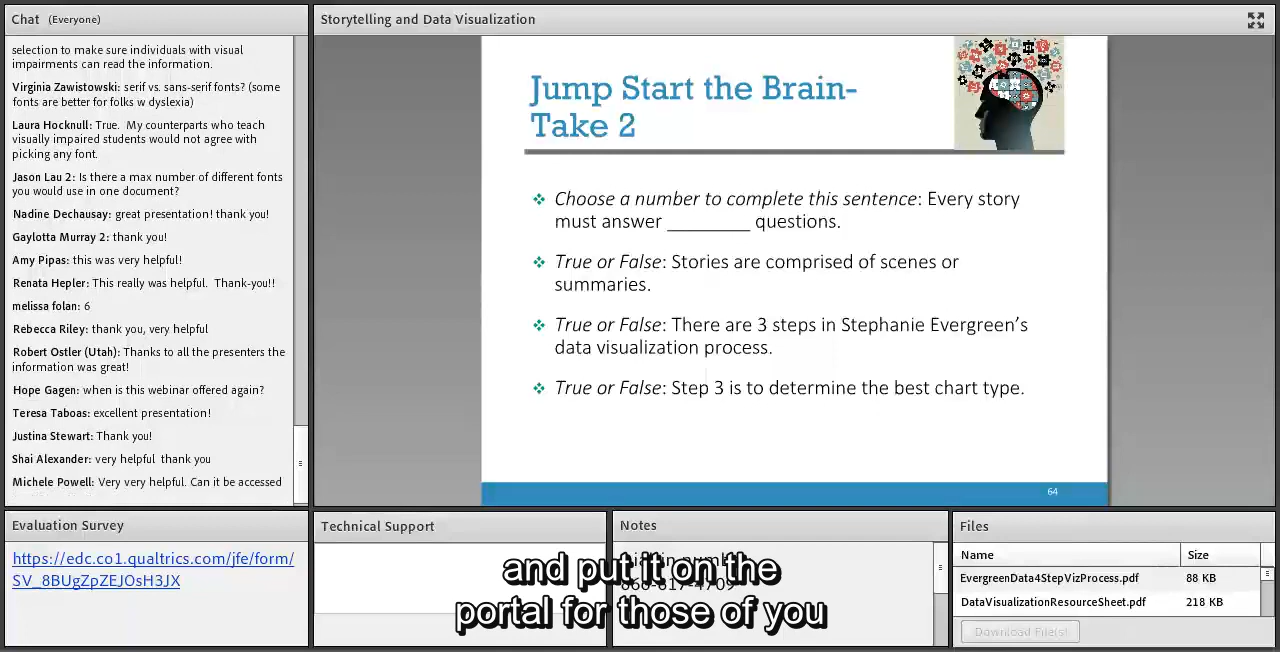 Chat (Everyone)
selection to make sure individuals with visual
impairments can read the information.
Virginia Zawistowski: serif vs. sans-serif fonts? (some
fonts are better for folks w dyslexia)
Laura Hocknull: True. My counterparts who teach
visually impaired students would not agree with
picking any font.
Jason Lau 2: Is there a max number of different fonts
you would use in one document?
Nadine Dechausay: great presentation! thank you!
Gaylotta Murray 2: thank you!
Amy Pipas: this was very helpful!
Renata Hepler: This really was helpful. Thank-you!!
melissa folan: 6
Rebecca Riley: thank you, very helpful
Robert Ostler (Utah): Thanks to all the presenters the
information was great!
Hope Gagen: when is this webinar offered again?
Teresa Taboas: excellent presentation!
Justina Stewart: Thank you!
Shai Alexander: very helpful thank you
Michele Powell: Very very helpful. Can it be accessed
Storytelling and Data Visualization
Jump Start the Brain-
Take 2
Choose a number to complete this sentence: Every story
must answer ________ questions.
True or False: Stories are comprised of scenes or
summaries.
True or False: There are 3 steps in Stephanie Evergreen's
data visualization process.
True or False: Step 3 is to determine the best chart type.
64
Evaluation Survey
https://edc.co1.qualtrics.com/jfe/form/
SV_8BUgZpZEJOsH3JX
Technical Support
Notes
Files
Name Size
EvergreenData4StepVizProcess.pdf 88 KB
DataVisualizationResourceSheet.pdf 218 KB
Download File(s)
and put it on the
portal for those of you